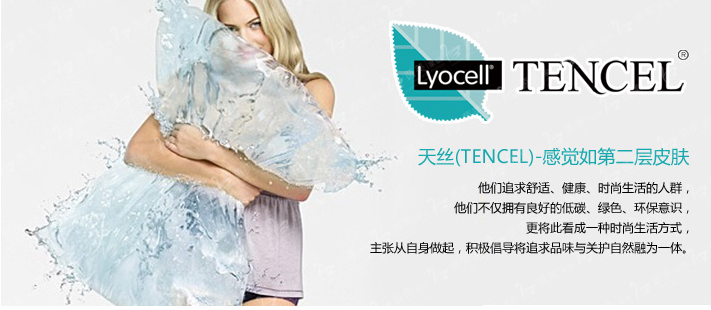 Lyocell® TENCEL®
天丝(TENCEL)-感觉如第二层皮肤
他们追求舒适、健康、时尚生活的人群，
他们不仅拥有良好的低碳、绿色、环保意识，
更将此看成一种时尚生活方式，
主张从自身做起，积极倡导将追求品味与关护自然融为一体。